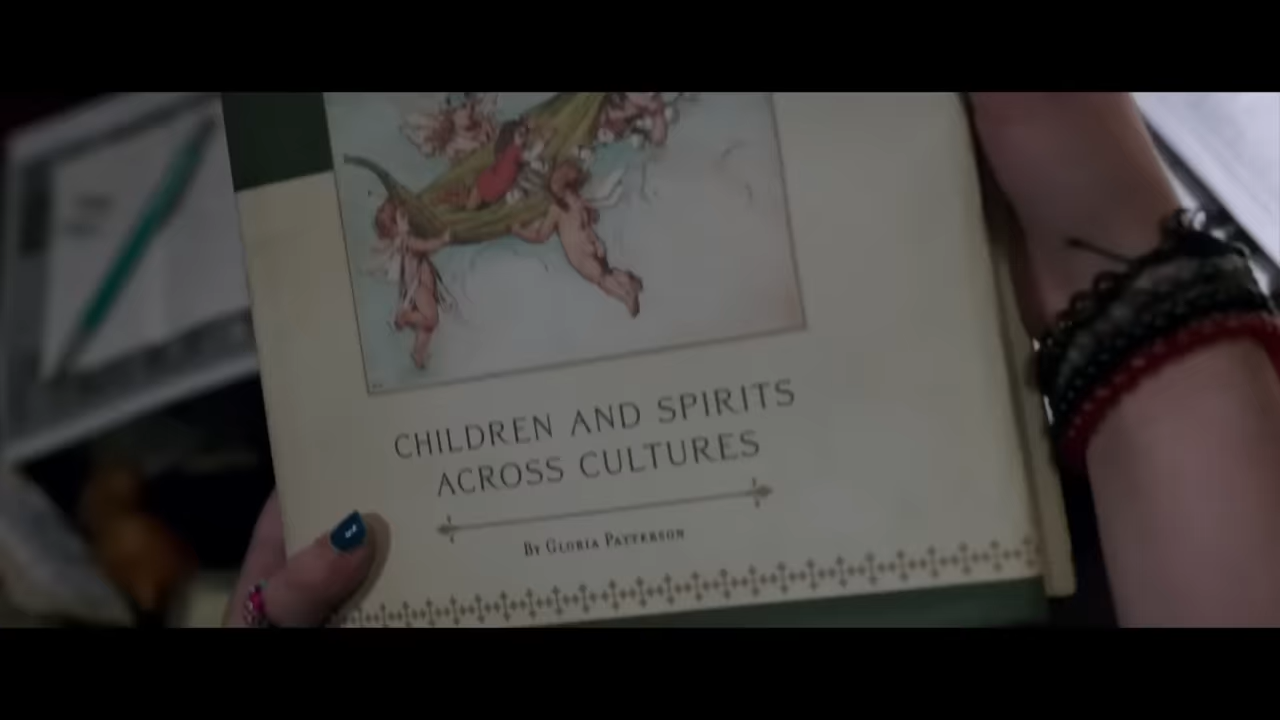 CHILDREN AND SPIRITS
ACROSS CULTURES
BY GLORIA PATTERSON